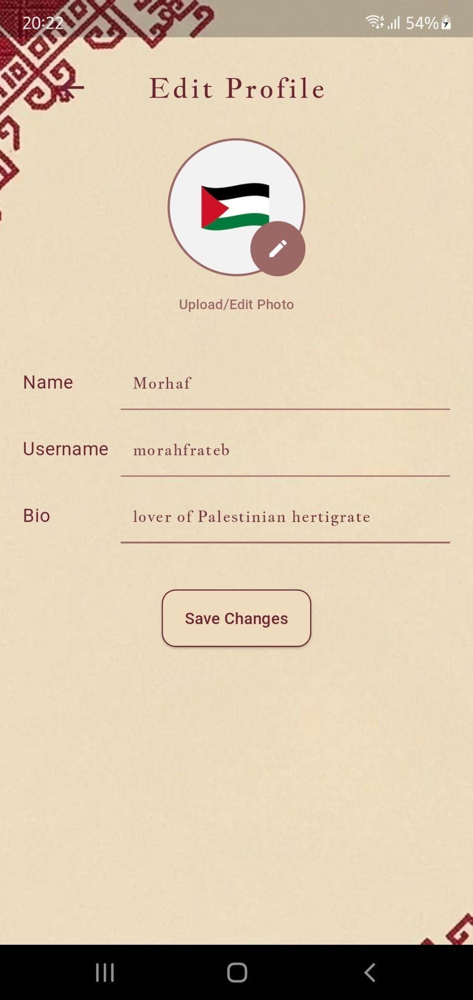 20:22
54%
Edit Profile
Upload/Edit Photo
Name
Morhaf
Username
morahfrateb
Bio
lover of Palestinian hertigrate
Save Changes